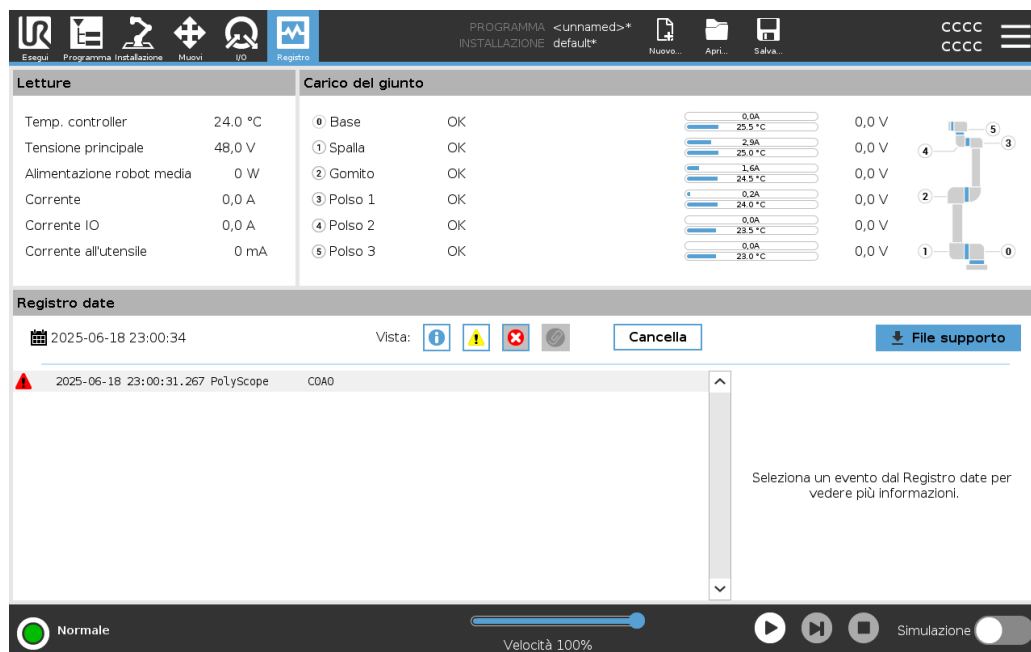 UR
PROGRAMMA <unnamed>*
INSTALLAZIONE default*
CCCC
CCCC
Esegui Programma Installazione Muovi I/O Registro Nuovo... Apri... Salva...
Letture Carico del giunto
Temp. controller 24.0 °C 0 Base OK 0,0A 25.5 °C 0,0 V
Tensione principale 48,0 V 1 Spalla OK 2,9A 25.0 °C 0,0 V
Alimentazione robot media 0 W 2 Gomito OK 1,6A 24.5 °C 0,0 V
Corrente 0,0 A 3 Polso 1 OK 0,2A 24.0 °C 0,0 V
Corrente IO 0,0 A 4 Polso 2 OK 0,0A 23.5 °C 0,0 V
Corrente all'utensile 0 mA 5 Polso 3 OK 0,0A 23.0 °C 0,0 V
5
4 3
2
1 0
Registro date
2025-06-18 23:00:34 Vista: Cancella File supporto
2025-06-18 23:00:31.267 PolyScope C0A0
Seleziona un evento dal Registro date per
vedere più informazioni.
Normale Velocità 100% Simulazione